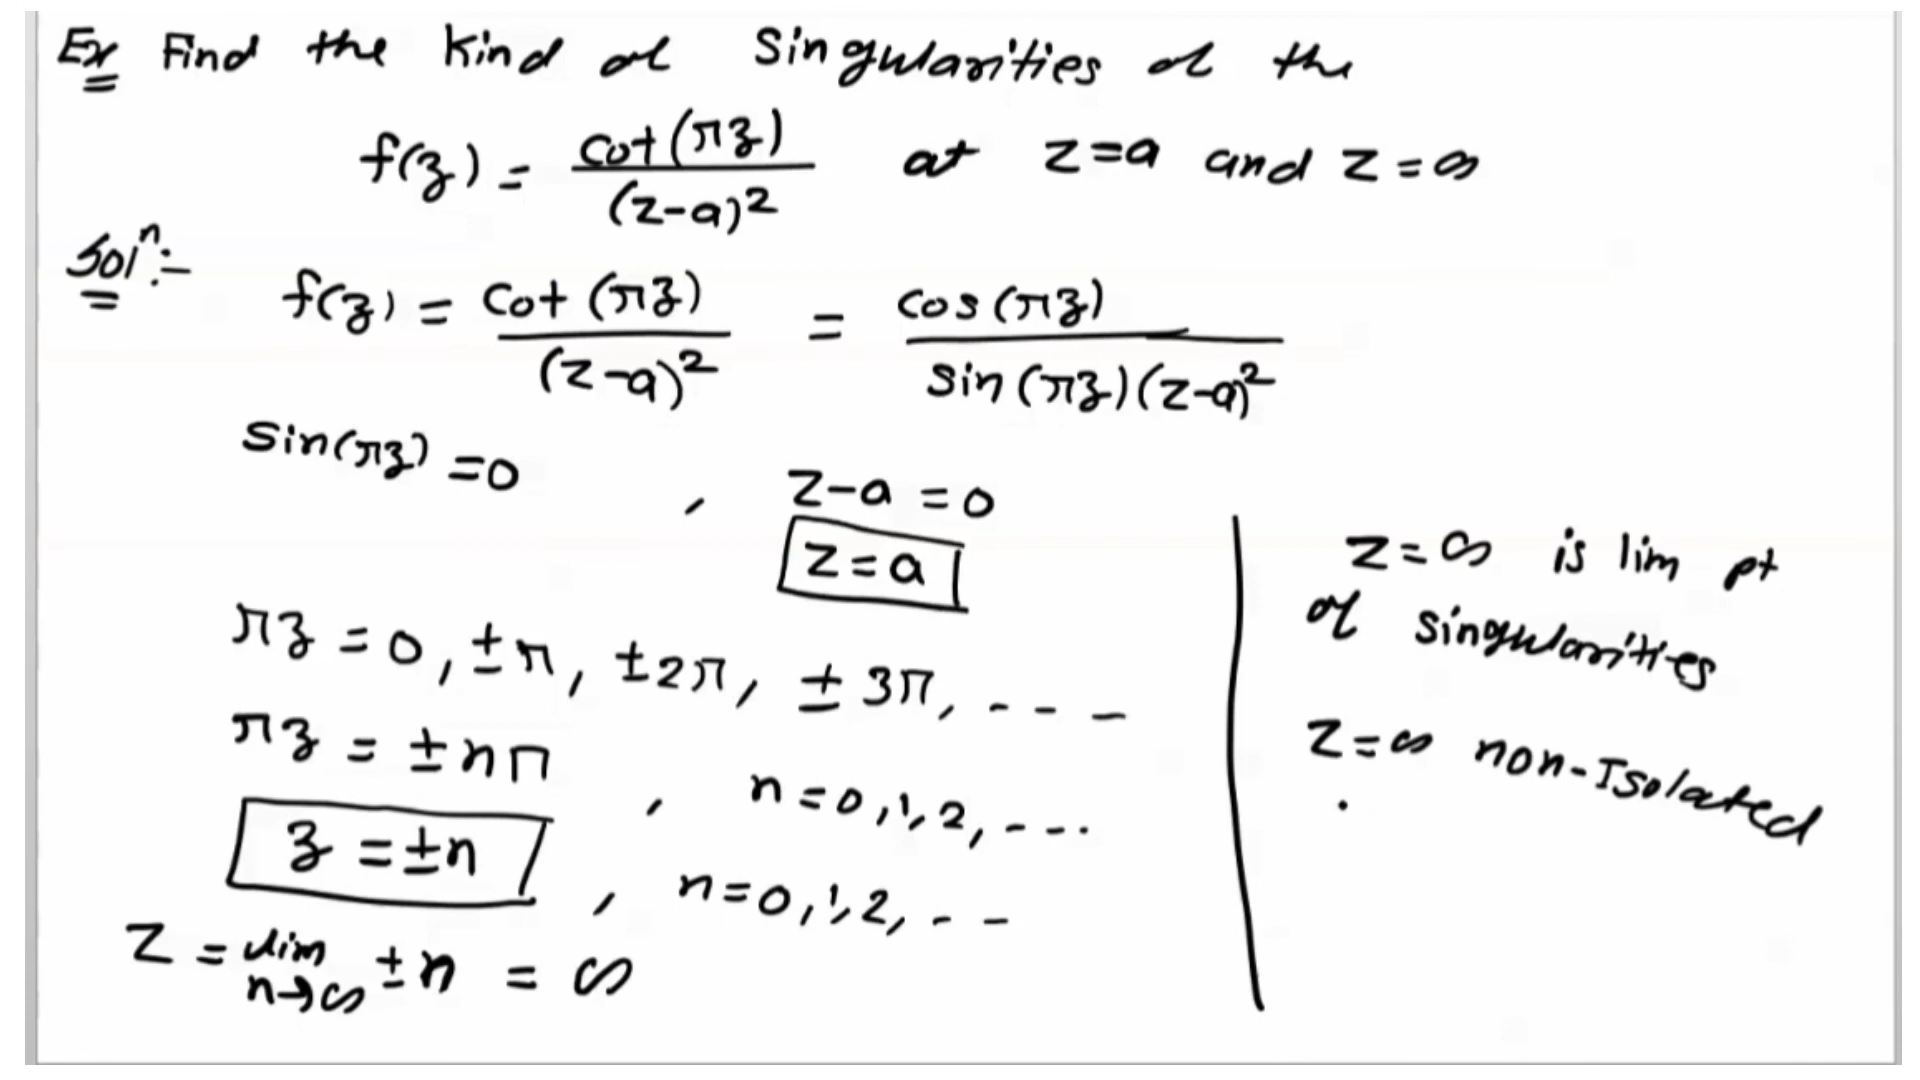 Ex Find the kind of Singularities of the
f(z) = cot(πz) / (z-a)² at z=a and z=∞
Solⁿ:-
f(z) = cot(πz) / (z-a)² = cos(πz) / sin(πz)(z-a)²
sin(πz) = 0 , z-a = 0
z=a
πz = 0, ±π, ±2π, ±3π, ---
πz = ±nπ , n=0,1,2,----
z = ±n , n=0,1,2,--
z = lim n→∞ ±n = ∞
z=∞ is lim pt
of singularities
z=∞ non-Isolated
.